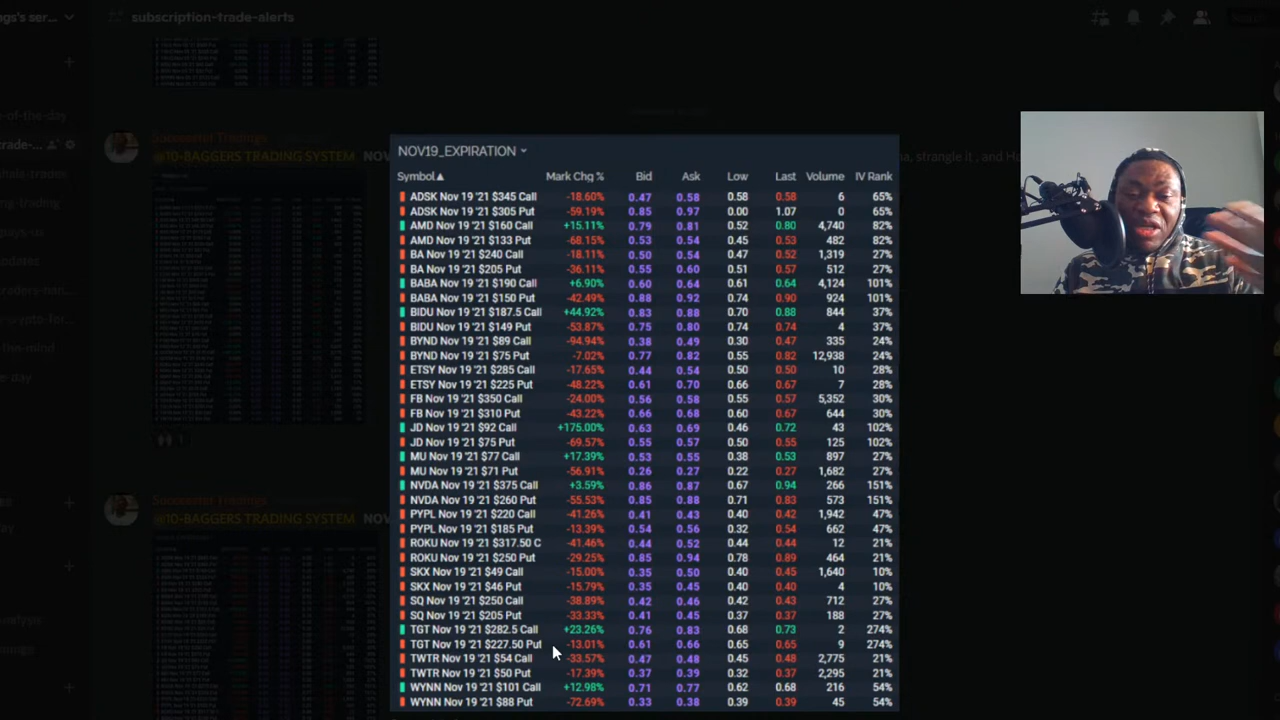 subscription-trade-alerts
Successful Tradings
@10-BAGGERS TRADING SYSTEM
NOV19_EXPIRATION
Symbol▲ Mark Chg % Bid Ask Low Last Volume IV Rank
ADSK Nov 19 '21 $345 Call -18.60% 0.47 0.58 0.58 0.58 6 65%
ADSK Nov 19 '21 $305 Put -59.19% 0.85 0.97 0.00 1.07 0 65%
AMD Nov 19 '21 $160 Call +15.11% 0.79 0.81 0.52 0.80 4,740 82%
AMD Nov 19 '21 $133 Put -68.15% 0.53 0.54 0.45 0.53 482 82%
BA Nov 19 '21 $240 Call -18.11% 0.50 0.54 0.47 0.52 1,319 27%
BA Nov 19 '21 $205 Put -36.11% 0.55 0.60 0.51 0.57 512 27%
BABA Nov 19 '21 $190 Call +6.90% 0.60 0.64 0.61 0.64 4,124 101%
BABA Nov 19 '21 $150 Put -42.49% 0.88 0.92 0.74 0.90 924 101%
BIDU Nov 19 '21 $187.5 Call +44.92% 0.83 0.88 0.70 0.88 844 37%
BIDU Nov 19 '21 $149 Put -53.87% 0.75 0.80 0.74 0.74 4 37%
BYND Nov 19 '21 $89 Call -94.94% 0.38 0.49 0.30 0.47 335 24%
BYND Nov 19 '21 $75 Put -7.02% 0.77 0.82 0.55 0.82 12,938 24%
ETSY Nov 19 '21 $285 Call -17.65% 0.44 0.54 0.50 0.50 10 28%
ETSY Nov 19 '21 $225 Put -48.22% 0.61 0.70 0.66 0.67 7 28%
FB Nov 19 '21 $350 Call -24.00% 0.56 0.58 0.55 0.57 5,352 30%
FB Nov 19 '21 $310 Put -43.22% 0.66 0.68 0.60 0.67 644 30%
JD Nov 19 '21 $92 Call +175.00% 0.63 0.69 0.46 0.72 43 102%
JD Nov 19 '21 $75 Put -69.57% 0.55 0.57 0.50 0.55 125 102%
MU Nov 19 '21 $77 Call +17.39% 0.53 0.55 0.38 0.53 897 27%
MU Nov 19 '21 $71 Put -56.91% 0.26 0.27 0.22 0.27 1,682 27%
NVDA Nov 19 '21 $375 Call +3.59% 0.86 0.87 0.67 0.94 266 151%
NVDA Nov 19 '21 $260 Put -55.53% 0.85 0.88 0.71 0.83 573 151%
PYPL Nov 19 '21 $220 Call -41.26% 0.41 0.43 0.40 0.42 1,942 47%
PYPL Nov 19 '21 $185 Put -13.39% 0.54 0.56 0.32 0.54 662 47%
ROKU Nov 19 '21 $317.50 C -41.46% 0.44 0.52 0.44 0.44 12 21%
ROKU Nov 19 '21 $250 Put -29.25% 0.85 0.94 0.78 0.89 464 21%
SKX Nov 19 '21 $49 Call -15.00% 0.35 0.50 0.40 0.45 1,640 10%
SKX Nov 19 '21 $46 Put -15.79% 0.35 0.45 0.40 0.40 4 10%
SQ Nov 19 '21 $250 Call -38.89% 0.42 0.46 0.42 0.43 712 27%
SQ Nov 19 '21 $205 Put -33.33% 0.41 0.45 0.37 0.37 188 27%
TGT Nov 19 '21 $282.5 Call +23.26% 0.76 0.83 0.68 0.73 2 274%
TGT Nov 19 '21 $227.50 Put -13.01% 0.61 0.66 0.65 0.65 9 274%
TWTR Nov 19 '21 $54 Call -33.57% 0.47 0.48 0.45 0.48 2,775 21%
TWTR Nov 19 '21 $50 Put -17.39% 0.37 0.39 0.32 0.37 2,295 21%
WYNN Nov 19 '21 $101 Call +12.98% 0.71 0.77 0.62 0.68 216 54%
WYNN Nov 19 '21 $88 Put -72.69% 0.33 0.38 0.39 0.39 45 54%
Successful Tradings
@10-BAGGERS TRADING SYSTEM